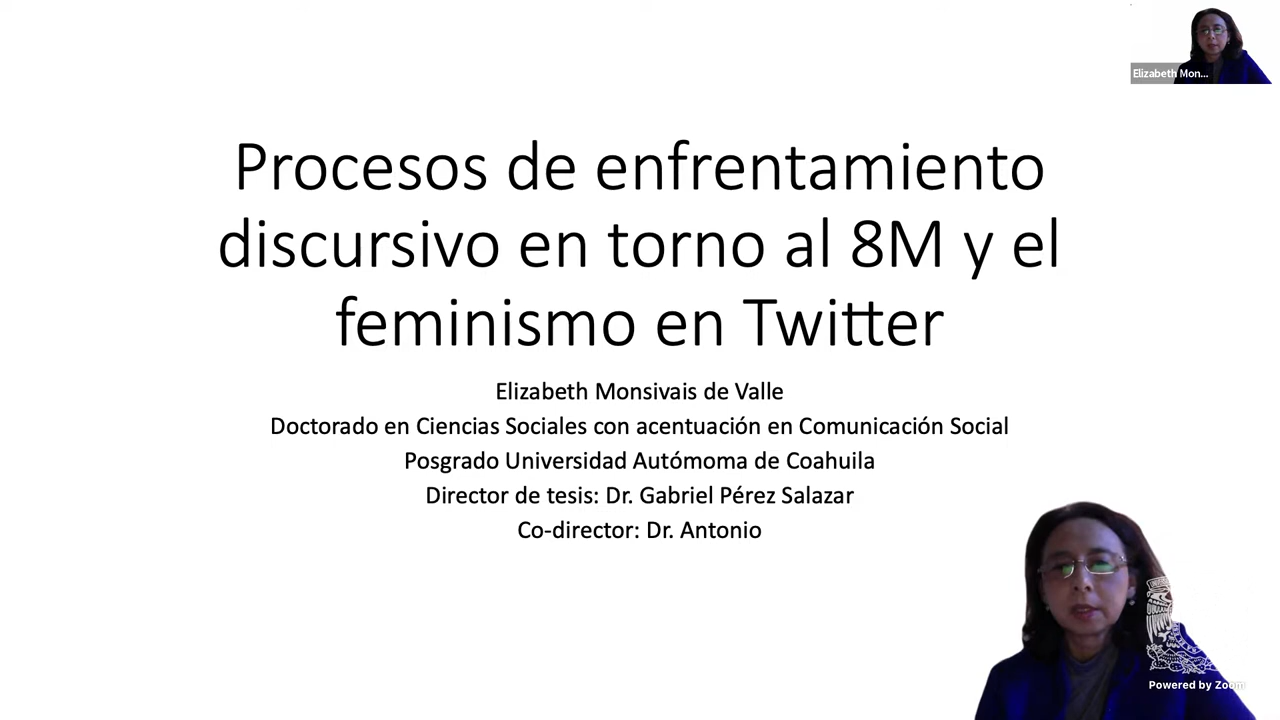 Elizabeth Mon...
Procesos de enfrentamiento
discursivo en torno al 8M y el
feminismo en Twitter
Elizabeth Monsivais de Valle
Doctorado en Ciencias Sociales con acentuación en Comunicación Social
Posgrado Universidad Autómoma de Coahuila
Director de tesis: Dr. Gabriel Pérez Salazar
Co-director: Dr. Antonio
Powered by Zoom